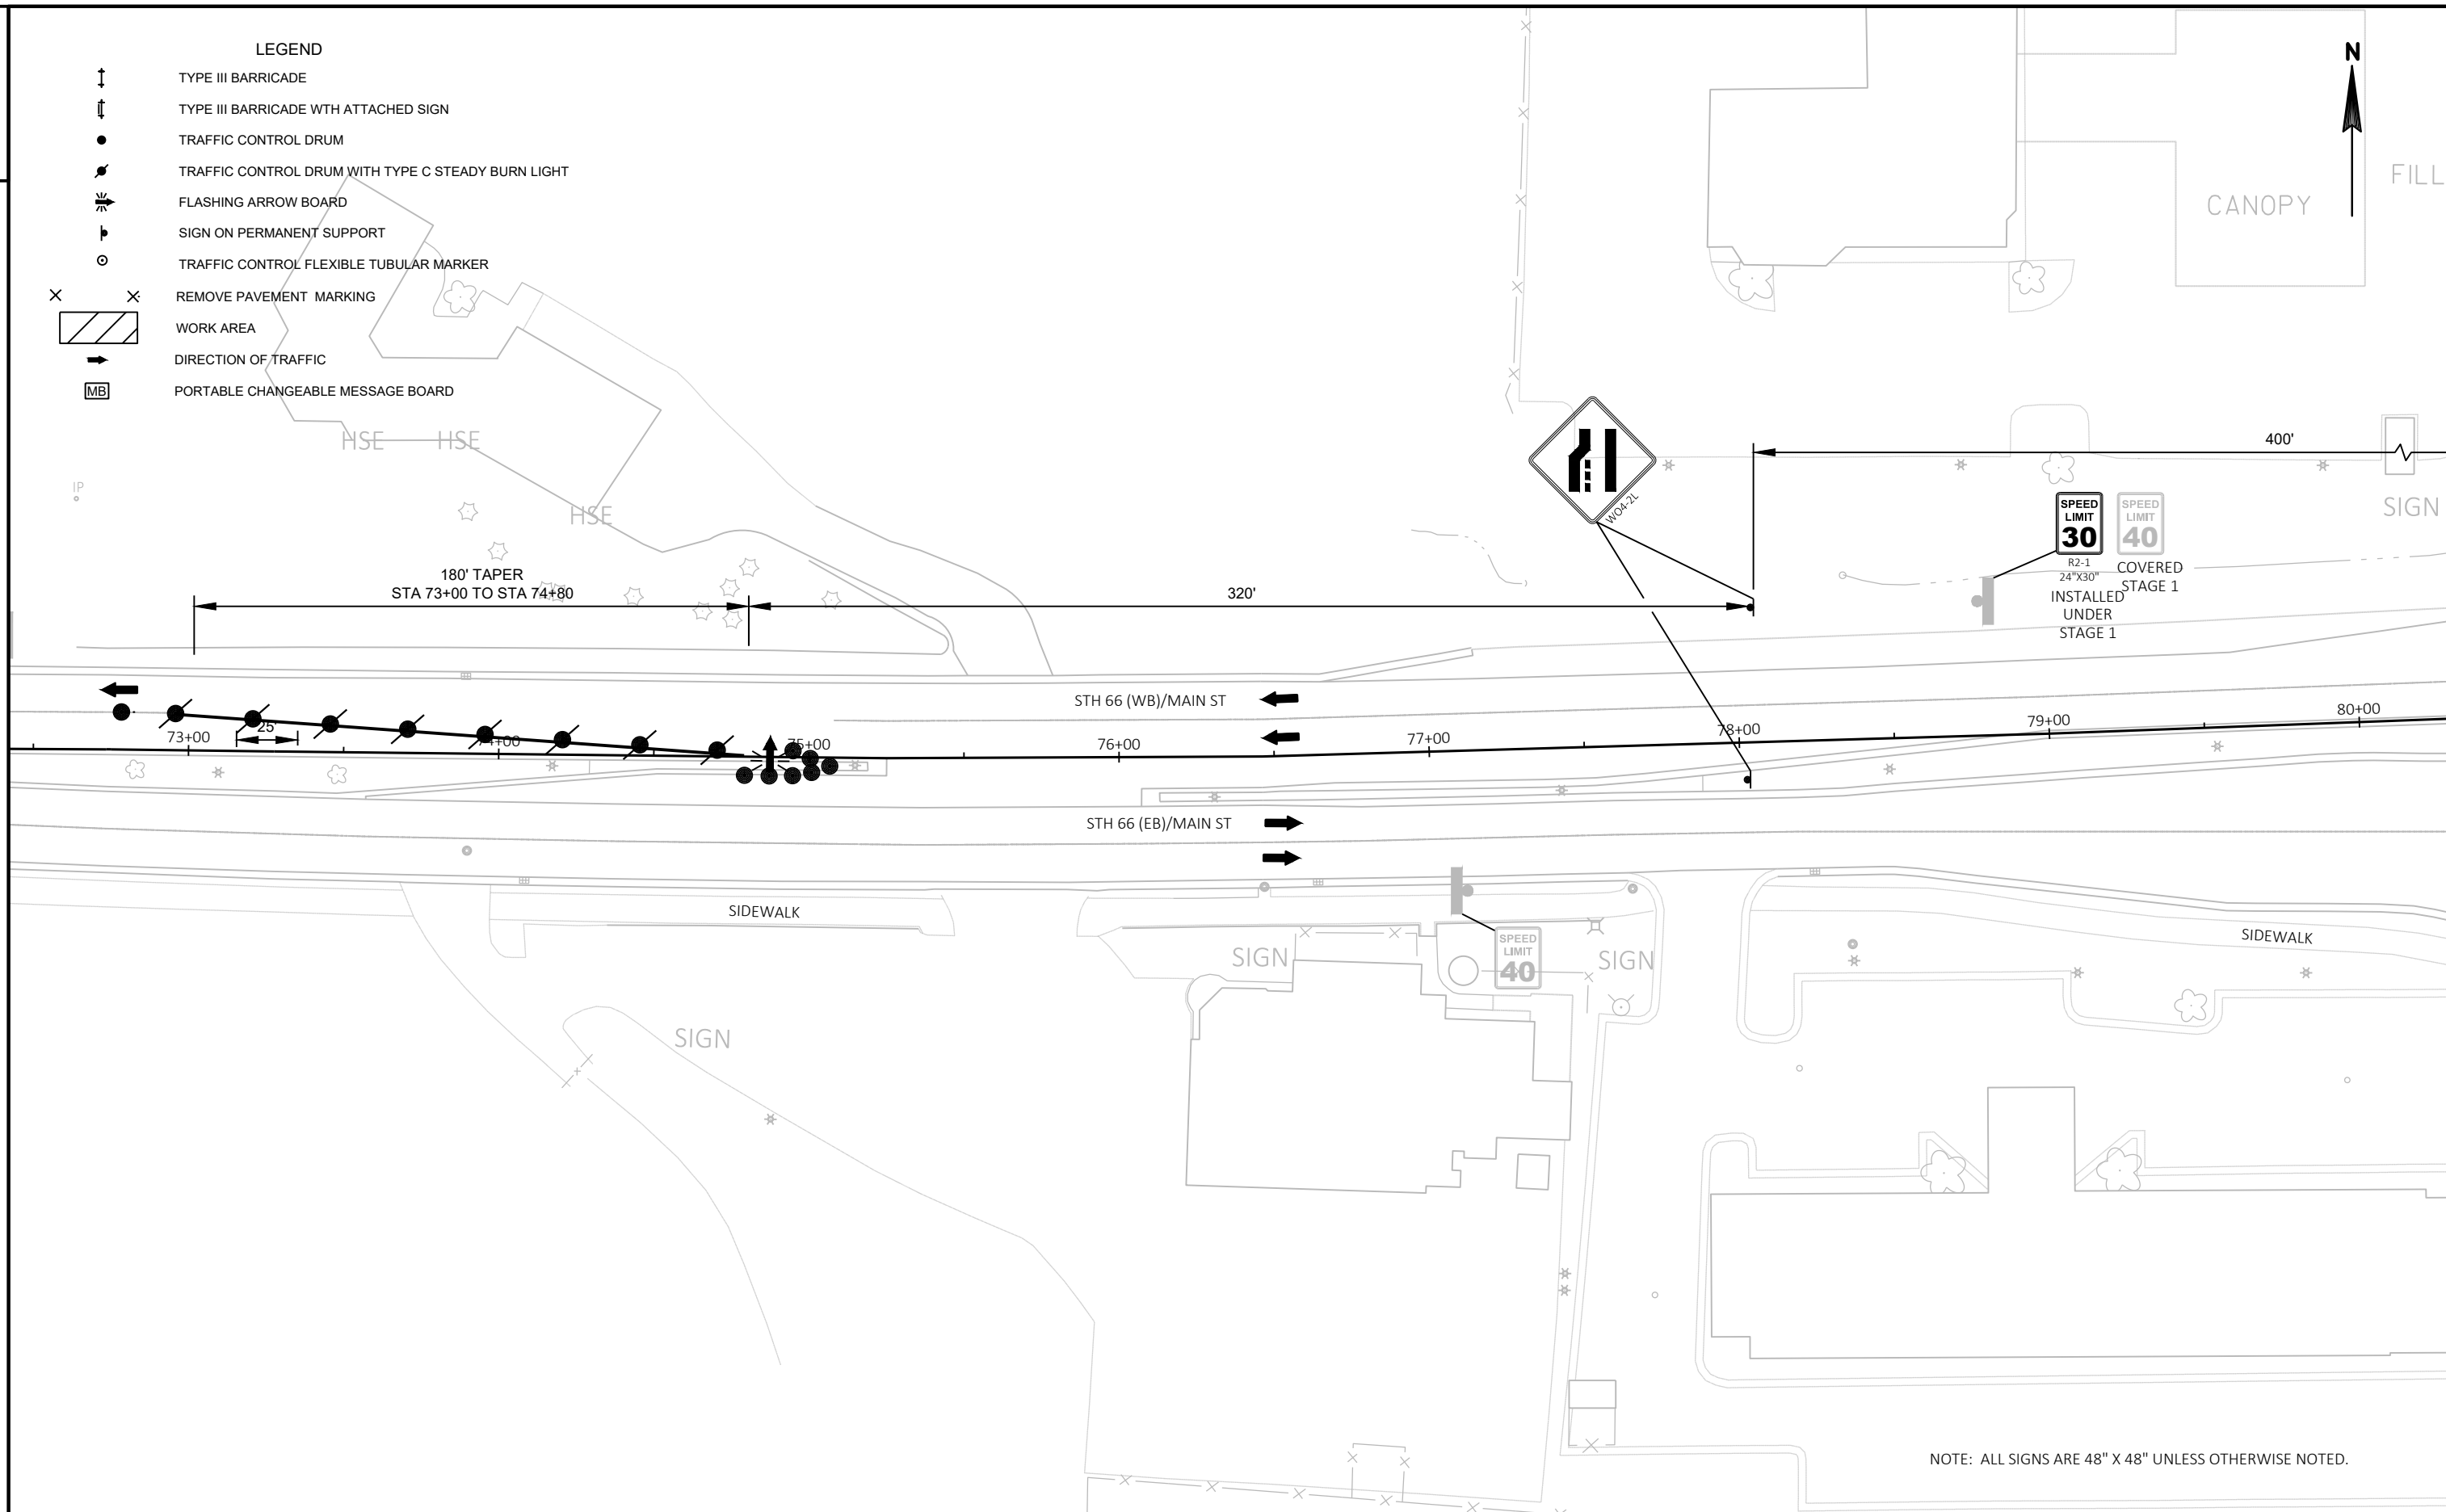 LEGEND
TYPE III BARRICADE
TYPE III BARRICADE WTH ATTACHED SIGN
TRAFFIC CONTROL DRUM
TRAFFIC CONTROL DRUM WITH TYPE C STEADY BURN LIGHT
FLASHING ARROW BOARD
SIGN ON PERMANENT SUPPORT
TRAFFIC CONTROL FLEXIBLE TUBULAR MARKER
REMOVE PAVEMENT MARKING
WORK AREA
DIRECTION OF TRAFFIC
MB PORTABLE CHANGEABLE MESSAGE BOARD
N
FILL
CANOPY
HSE
HSE
HSE
IP
400'
WO4-2L
SPEED
LIMIT
30
R2-1
24"X30"
INSTALLED
UNDER
STAGE 1
SPEED
LIMIT
40
COVERED
STAGE 1
SIGN
180' TAPER
STA 73+00 TO STA 74+80
320'
STH 66 (WB)/MAIN ST
25'
73+00
74+00
75+00
76+00
77+00
78+00
79+00
80+00
STH 66 (EB)/MAIN ST
SIDEWALK
SIGN
SPEED
LIMIT
40
SIGN
SIDEWALK
SIGN
NOTE: ALL SIGNS ARE 48" X 48" UNLESS OTHERWISE NOTED.